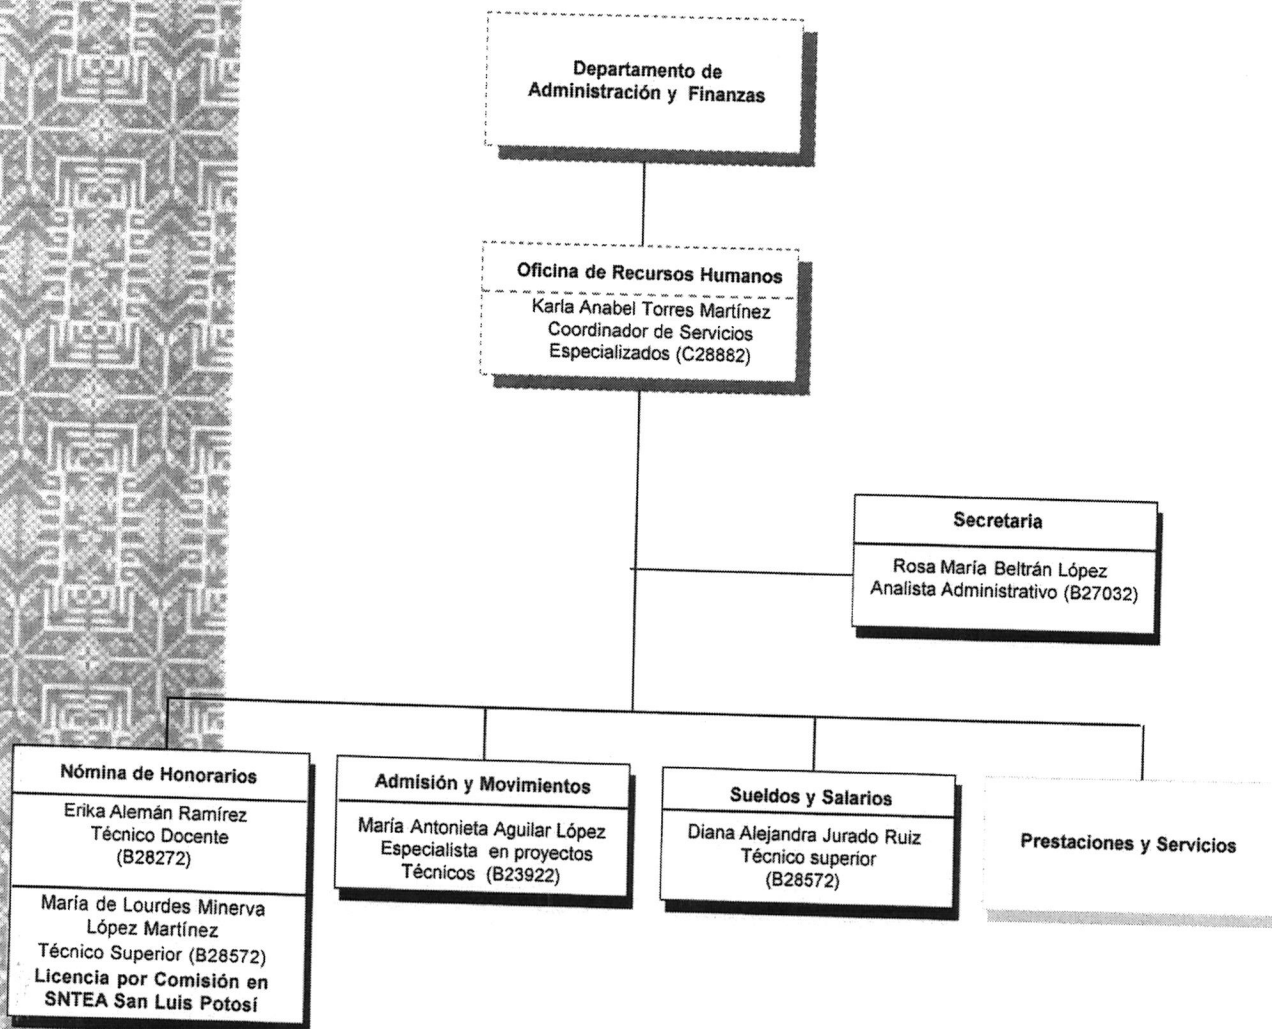 Departamento de
Administración y Finanzas
Oficina de Recursos Humanos
Karla Anabel Torres Martínez
Coordinador de Servicios
Especializados (C28882)
Secretaria
Rosa María Beltrán López
Analista Administrativo (B27032)
Nómina de Honorarios
Erika Alemán Ramírez
Técnico Docente
(B28272)
María de Lourdes Minerva
López Martínez
Técnico Superior (B28572)
Licencia por Comisión en
SNTEA San Luis Potosí
Admisión y Movimientos
María Antonieta Aguilar López
Especialista en proyectos
Técnicos (B23922)
Sueldos y Salarios
Diana Alejandra Jurado Ruiz
Técnico superior
(B28572)
Prestaciones y Servicios